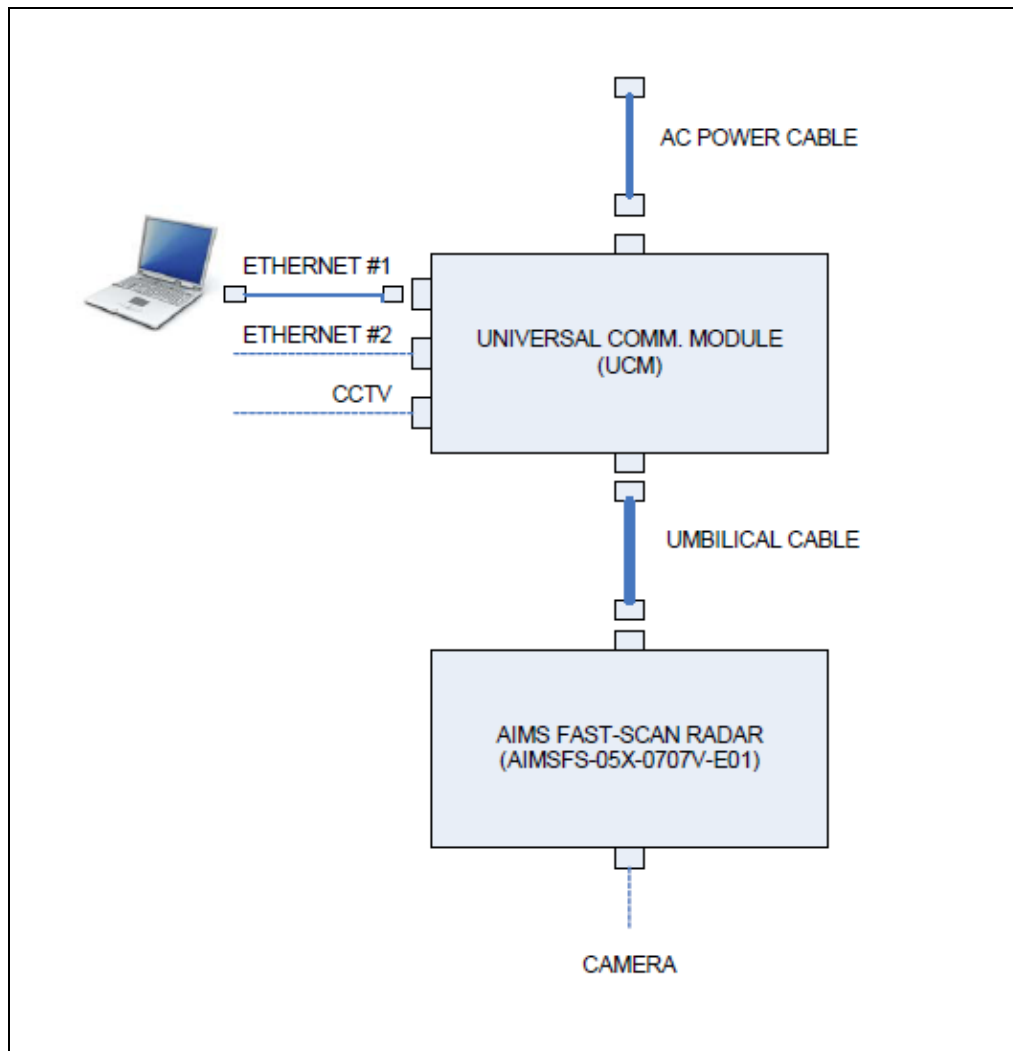 AC POWER CABLE
ETHERNET #1
ETHERNET #2
CCTV
UNIVERSAL COMM. MODULE
(UCM)
UMBILICAL CABLE
AIMS FAST-SCAN RADAR
(AIMSFS-05X-0707V-E01)
CAMERA